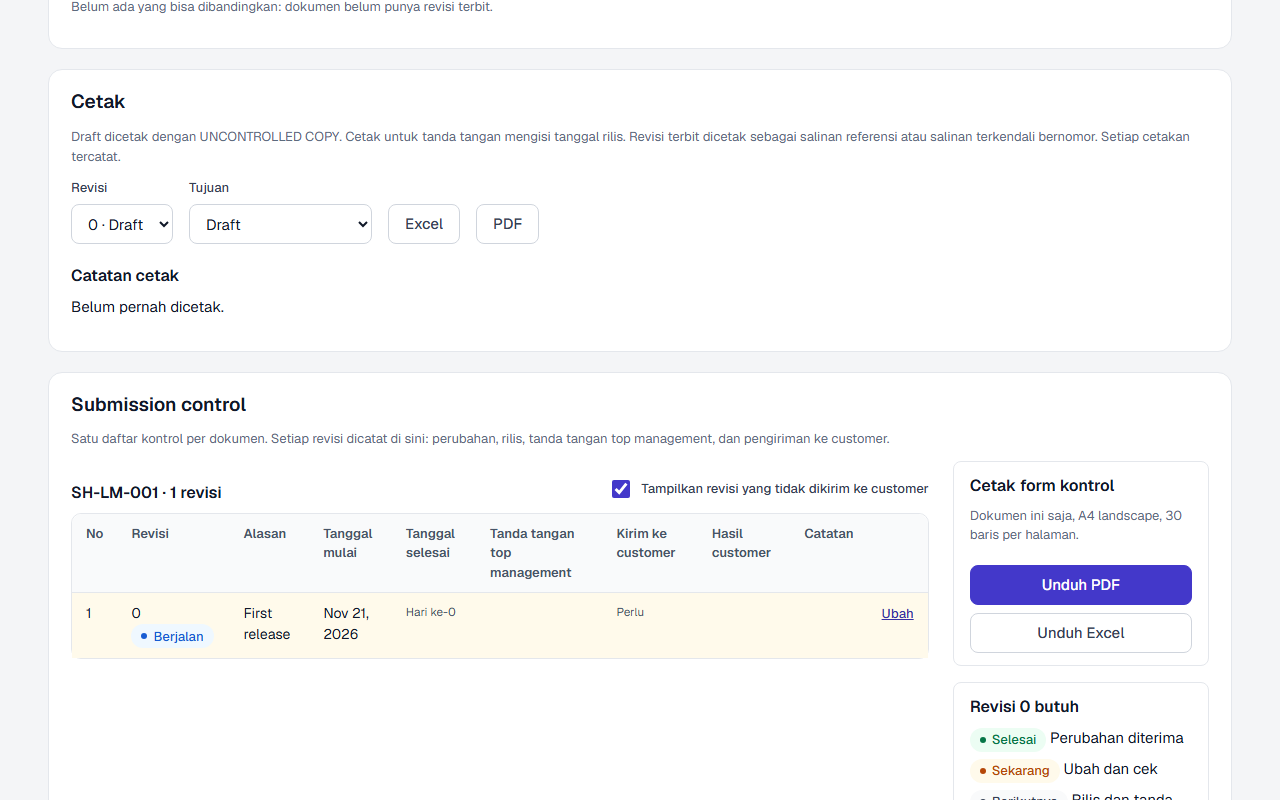 Belum ada yang bisa dibandingkan: dokumen belum punya revisi terbit.
Cetak
Draft dicetak dengan UNCONTROLLED COPY. Cetak untuk tanda tangan mengisi tanggal rilis. Revisi terbit dicetak sebagai salinan referensi atau salinan terkendali bernomor. Setiap cetakan
tercatat.
Revisi Tujuan
0 · Draft Draft Excel PDF
Catatan cetak
Belum pernah dicetak.
Submission control
Satu daftar kontrol per dokumen. Setiap revisi dicatat di sini: perubahan, rilis, tanda tangan top management, dan pengiriman ke customer.
SH-LM-001 · 1 revisi
Tampilkan revisi yang tidak dikirim ke customer
No Revisi Alasan Tanggal mulai Tanggal selesai Tanda tangan top management Kirim ke customer Hasil customer Catatan
1 0 Berjalan First release Nov 21, 2026 Hari ke-0 Perlu Ubah
Cetak form kontrol
Dokumen ini saja, A4 landscape, 30
baris per halaman.
Unduh PDF
Unduh Excel
Revisi 0 butuh
Selesai Perubahan diterima
Sekarang Ubah dan cek
Berikutnya Rilis dan tanda